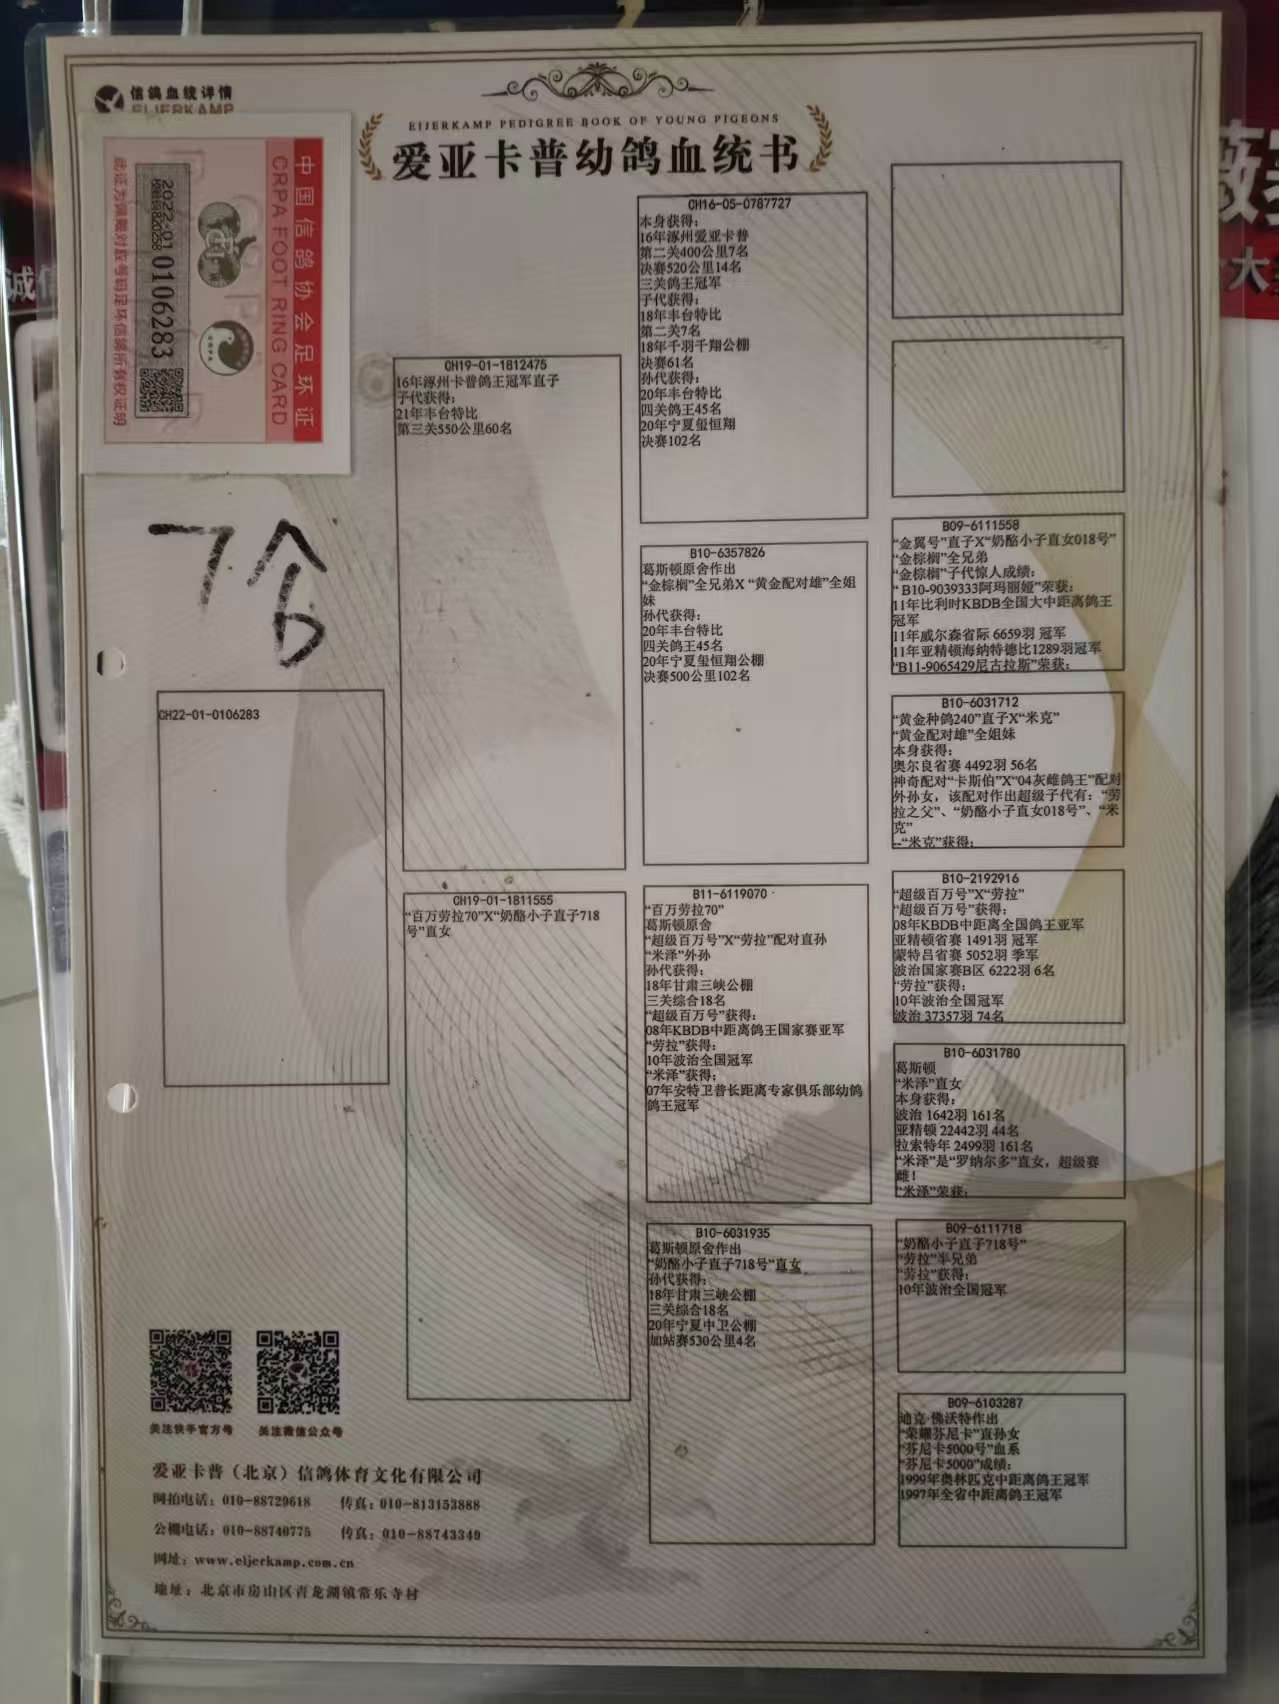 信鸽血统详情
EIJERKAMP
EIJERKAMP PEDIGREE BOOK OF YOUNG PIGEONS
爱亚卡普幼鸽血统书
中国信鸽协会足环证
CRPA FOOT RING CARD
2022-01 0106283
此证为佩戴对应号码足环信鸽所有权证明
7合
CH22-01-0106283
CH19-01-1812475
16年涿州卡普鸽王冠军直子
子代获得:
21年丰台特比
第三关550公里60名
CH19-01-1811555
“百万劳拉70”X“奶酪小子直子718
号”直女
CH16-05-0787727
本身获得:
16年涿州爱亚卡普
第二关400公里7名
决赛520公里14名
三关鸽王冠军
子代获得:
18年丰台特比
第二关7名
18年千羽千翔公棚
决赛61名
孙代获得:
20年丰台特比
四关鸽王45名
20年宁夏玺恒翔
决赛102名
B10-6357826
葛斯顿原舍作出
“金棕榈”全兄弟X “黄金配对雄”全姐
妹
孙代获得:
20年丰台特比
四关鸽王45名
20年宁夏玺恒翔公棚
决赛500公里102名
B11-6119070
“百万劳拉70”
葛斯顿原舍
“超级百万号”X“劳拉”配对直孙
“米泽”外孙
孙代获得:
18年甘肃三峡公棚
三关综合18名
“超级百万号”获得:
08年KBDB中距离鸽王国家赛亚军
“劳拉”获得:
10年波治全国冠军
“米泽”获得:
07年安特卫普长距离专家俱乐部幼鸽
鸽王冠军
B10-6031935
葛斯顿原舍作出
“奶酪小子直子718号”直女
孙代获得:
18年甘肃三峡公棚
三关综合18名
20年宁夏中卫公棚
加站赛530公里4名
B09-6111558
“金翼号”直子X“奶酪小子直女018号”
“金棕榈”全兄弟
“金棕榈”子代惊人成绩:
“ B10-9039333阿玛丽娅”荣获:
11年比利时KBDB全国大中距离鸽王
冠军
11年威尔森省际 6659羽 冠军
11年亚精顿海纳特德比1289羽冠军
“B11-9065429尼古拉斯”荣获:
B10-6031712
“黄金种鸽240”直子X“米克”
“黄金配对雄”全姐妹
本身获得:
奥尔良省赛 4492羽 56名
神奇配对“卡斯伯”X“04灰雌鸽王”配对
外孙女，该配对作出超级子代有: “劳
拉之父”、“奶酪小子直女018号”、“米
克”
--“米克”获得:
B10-2192916
“超级百万号”X“劳拉”
“超级百万号”获得:
08年KBDB中距离全国鸽王亚军
亚精顿省赛 1491羽 冠军
蒙特吕省赛 5052羽 季军
波治国家赛B区 6222羽 6名
“劳拉”获得:
10年波治全国冠军
波治 37357羽 74名
B10-6031780
葛斯顿
“米泽”直女
本身获得:
波治 1642羽 161名
亚精顿 22442羽 44名
拉索特年 2499羽 161名
“米泽”是“罗纳尔多”直女，超级赛
雌！
“米泽”荣获:
B09-6111718
“奶酪小子直子718号”
“劳拉”半兄弟
“劳拉”获得:
10年波治全国冠军
B09-6103287
迪克·佛沃特作出
“荣耀芬尼卡”直孙女
“芬尼卡5000号”血系
“芬尼卡5000”成绩:
1999年奥林匹克中距离鸽王冠军
1997年全省中距离鸽王冠军
关注快手官方号
关注微信公众号
爱亚卡普（北京）信鸽体育文化有限公司
网拍电话: 010-88729618 传真: 010-813153888
公棚电话: 010-88740775 传真: 010-88743349
网址: www.eijerkamp.com.cn
地址: 北京市房山区青龙湖镇常乐寺村